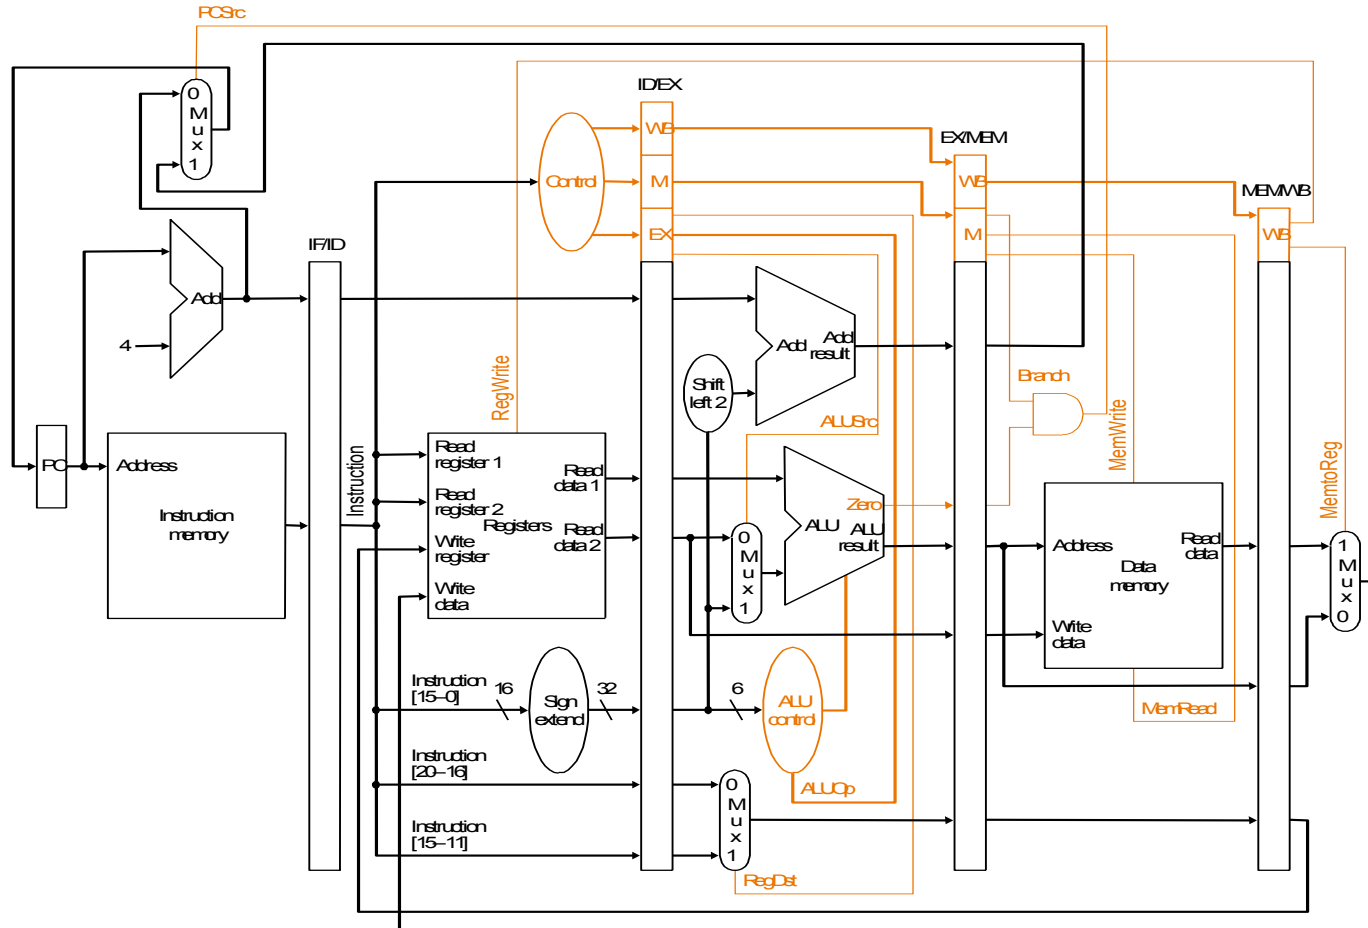 PCSrc
0
M
u
x
1
ID/EX
WB
EX/MEM
Control
M
WB
MEM/WB
IF/ID
EX
M
WB
Add
4
Add
Add
result
RegWrite
Shift
left 2
Branch
ALUSrc
MemWrite
PC
Address
Instruction
memory
Instruction
Read
register 1
Read
register 2
Write
register
Write
data
Registers
Read
data 1
Read
data 2
0
M
u
x
1
Zero
ALU
ALU
result
Address
Read
data
Data
memory
Write
data
MemtoReg
1
M
u
x
0
Instruction
[15–0]
16
Sign
extend
32
6
ALU
control
MemRead
Instruction
[20–16]
0
M
u
x
1
ALUOp
Instruction
[15–11]
RegDst